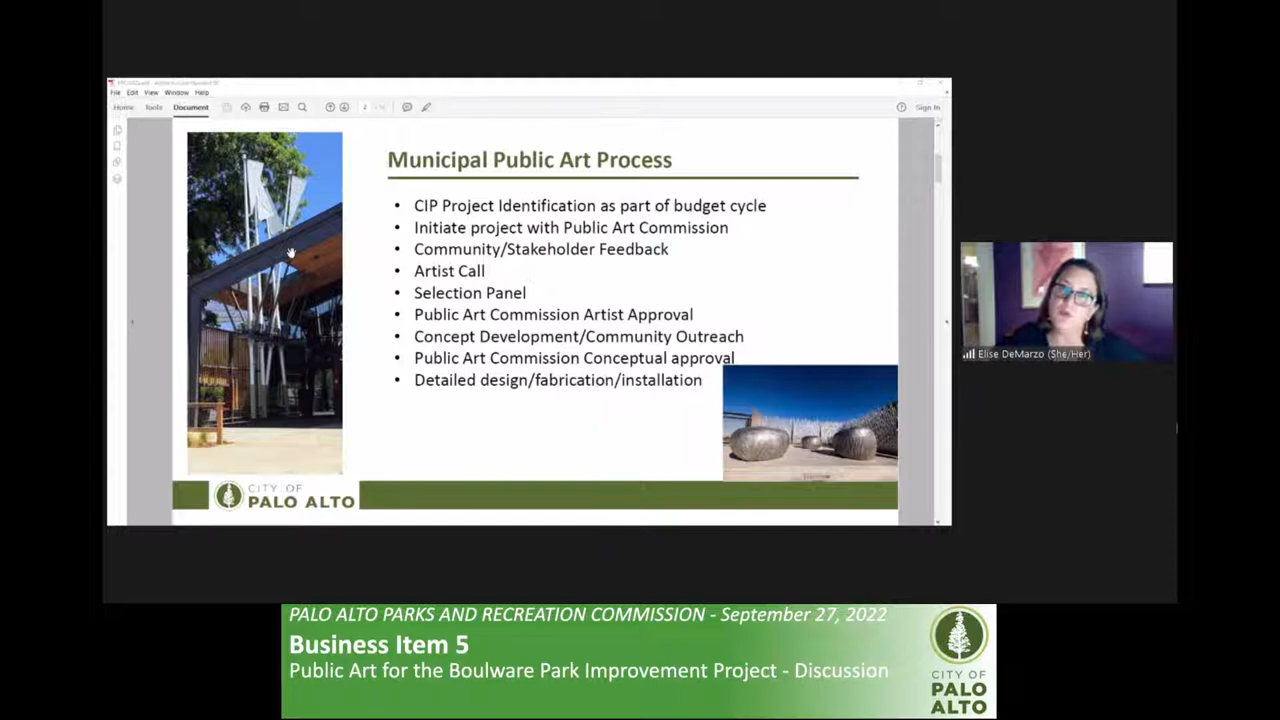 File Edit View Window Help
Home Tools Document
Sign In
Municipal Public Art Process
• CIP Project Identification as part of budget cycle
• Initiate project with Public Art Commission
• Community/Stakeholder Feedback
• Artist Call
• Selection Panel
• Public Art Commission Artist Approval
• Concept Development/Community Outreach
• Public Art Commission Conceptual approval
• Detailed design/fabrication/installation
CITY OF
PALO ALTO
Elise DeMarzo (She/Her)
PALO ALTO PARKS AND RECREATION COMMISSION - September 27, 2022
Business Item 5
Public Art for the Boulware Park Improvement Project - Discussion
CITY OF
PALO
ALTO